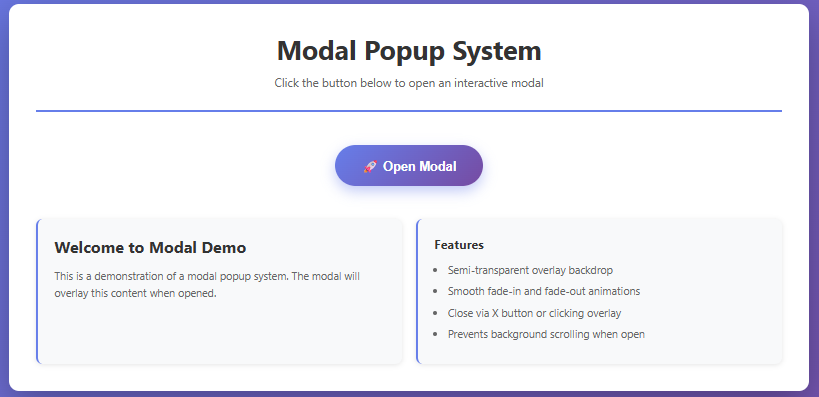 Modal Popup System
Click the button below to open an interactive modal
🚀 Open Modal
Welcome to Modal Demo
This is a demonstration of a modal popup system. The modal will
overlay this content when opened.
Features
• Semi-transparent overlay backdrop
• Smooth fade-in and fade-out animations
• Close via X button or clicking overlay
• Prevents background scrolling when open